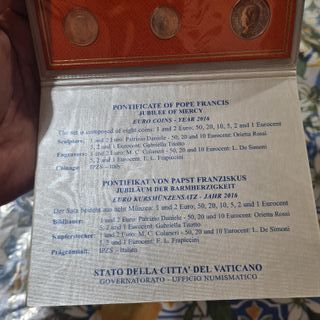 PONTIFICATE OF POPE FRANCIS
JUBILEE OF MERCY
EURO COINS - YEAR 2016
The set is composed of eight coins: 1 and 2 Euro, 50, 20, 10, 5, 2 and 1 Eurocent
Sculptors: 1 and 2 Euro: Patrizio Daniele - 50, 20 and 10 Eurocent: Orietta Rossi
5, 2 and 1 Eurocent: Gabriella Titotto
Engravers: 1 and 2 Euro: M. C. Colaneri - 50, 20 and 10 Eurocent: L. De Simoni
5, 2 and 1 Eurocent: F. L. Frapiccini
Coinage: IPZS - Italy
PONTIFIKAT VON PAPST FRANZISKUS
JUBILÄUM DER BARMHERZIGKEIT
EURO KURSMÜNZENSATZ - JAHR 2016
Der Satz besteht aus acht Münzen: 1 und 2 Euro; 50, 20, 10, 5, 2 und 1 Eurocent
Bildhauer: 1 und 2 Euro: Patrizio Daniele - 50, 20 und 10 Eurocent: Orietta Rossi
5, 2 und 1 Eurocent: Gabriella Titotto
Kupferstecher: 1 und 2 Euro: M. C. Colaneri - 50, 20 und 10 Eurocent: L. De Simoni
5, 2 und 1 Eurocent: F. L. Frapiccini
Prägeanstalt: IPZS - Italien
STATO DELLA CITTA' DEL VATICANO
GOVERNATORATO - UFFICIO NUMISMATICO